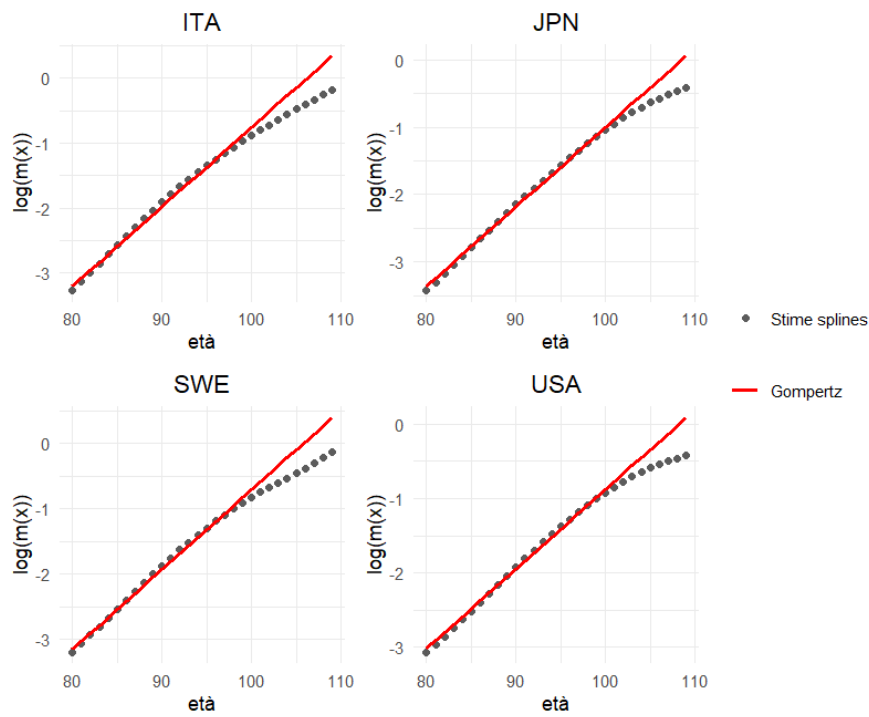 ITA
JPN
0
-1
-2
-3
log(m(x))
80
90
100
110
età
0
-1
-2
-3
log(m(x))
80
90
100
110
età
Stime splines
Gompertz
SWE
USA
0
-1
-2
-3
log(m(x))
80
90
100
110
età
0
-1
-2
-3
log(m(x))
80
90
100
110
età